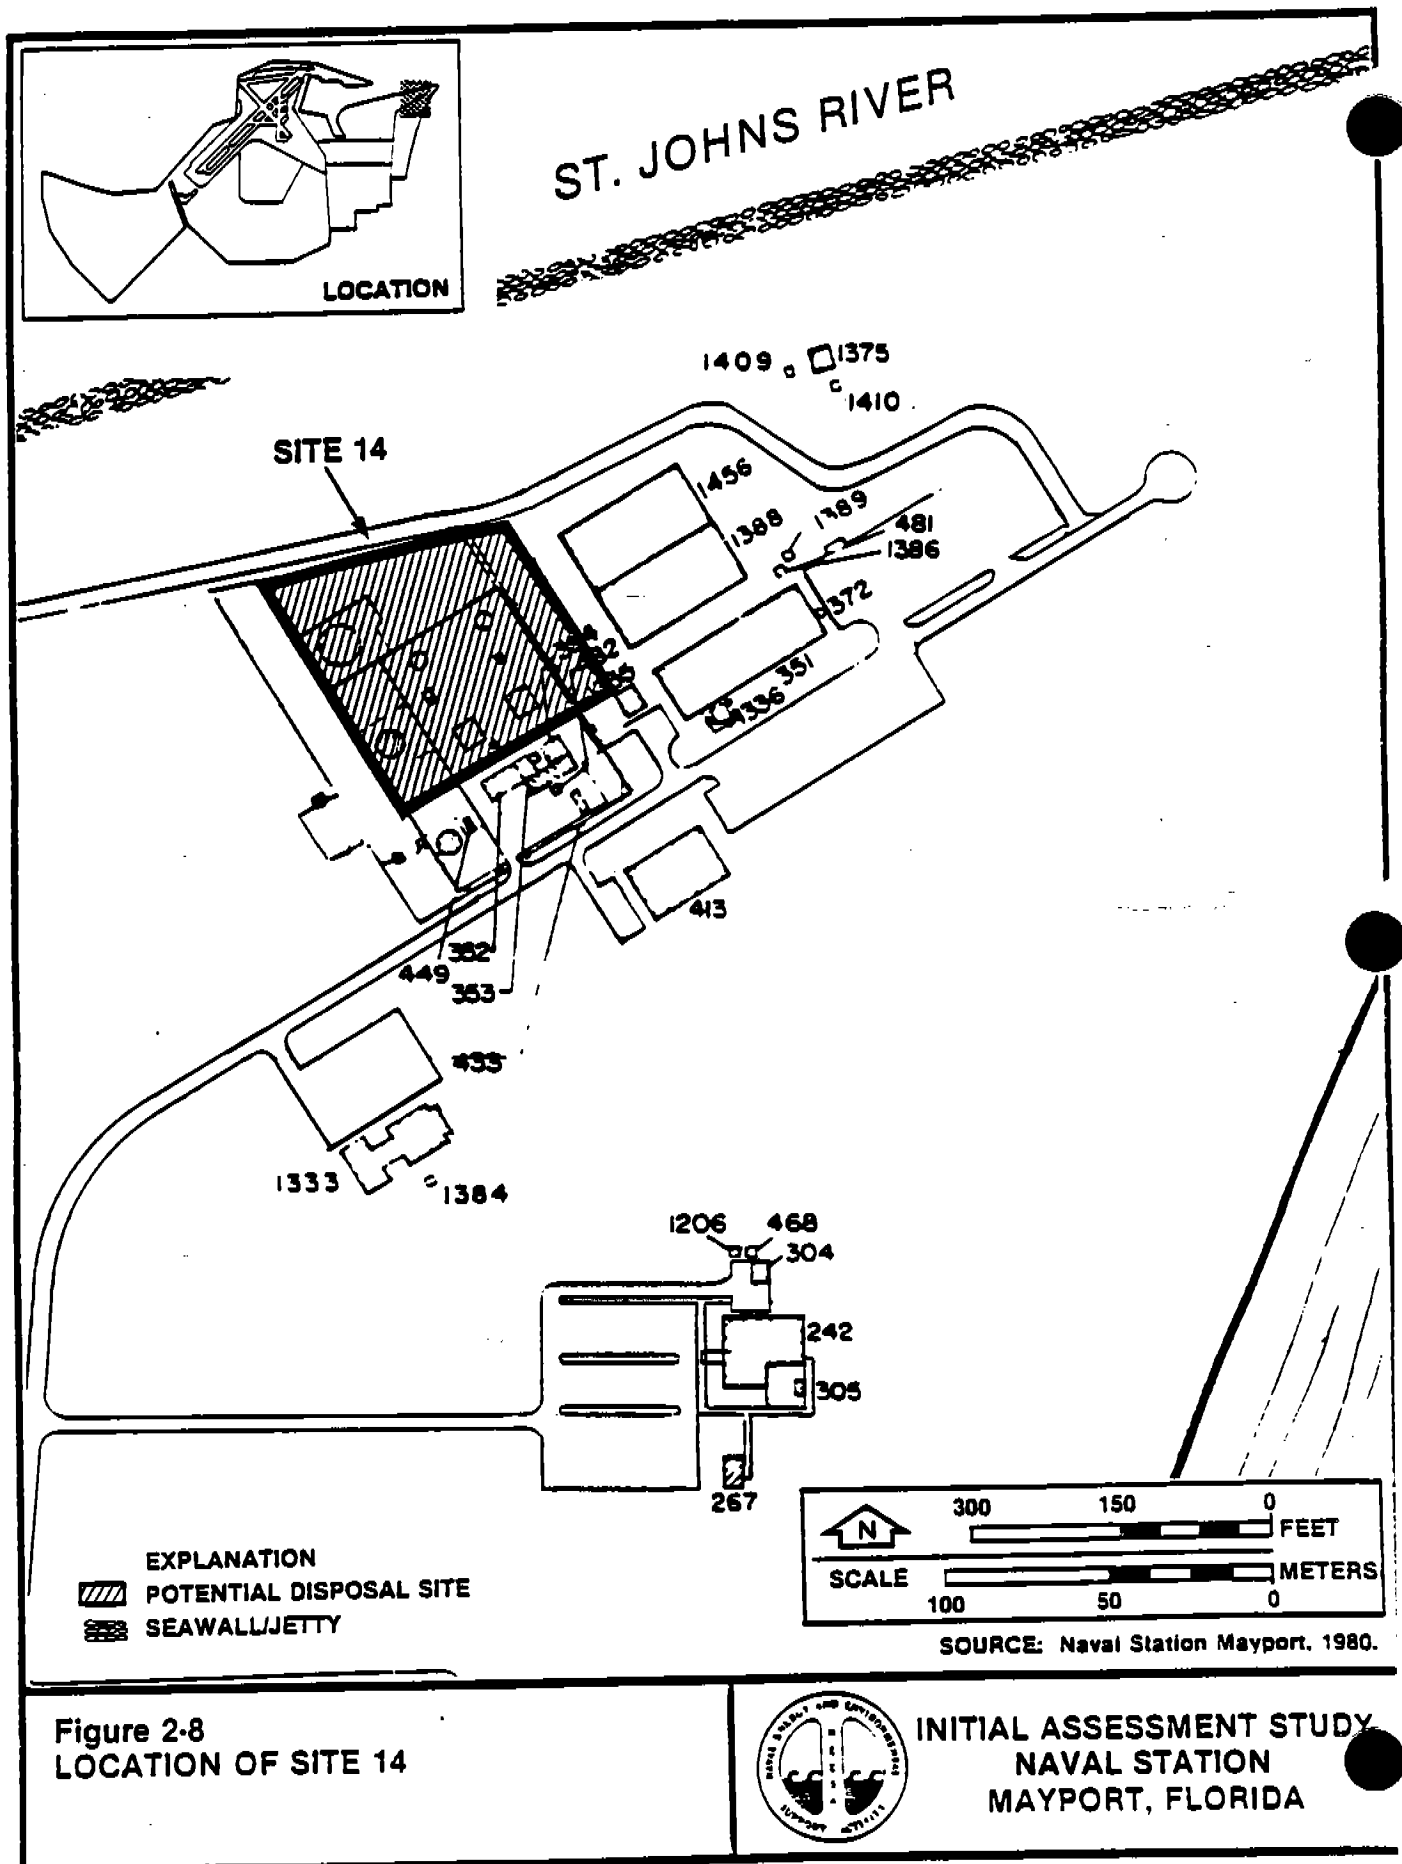 LOCATION
ST. JOHNS RIVER
1409
1375
1410
SITE 14
1456
1388
1389
481
1386
372
351
1336
413
352
449
353
433
1333
1384
1206
468
304
242
305
267
EXPLANATION
POTENTIAL DISPOSAL SITE
SEAWALL/JETTY
N
300 150 0
FEET
SCALE
METERS
100 50 0
SOURCE: Naval Station Mayport, 1980.
Figure 2-8
LOCATION OF SITE 14
INITIAL ASSESSMENT STUDY
NAVAL STATION
MAYPORT, FLORIDA